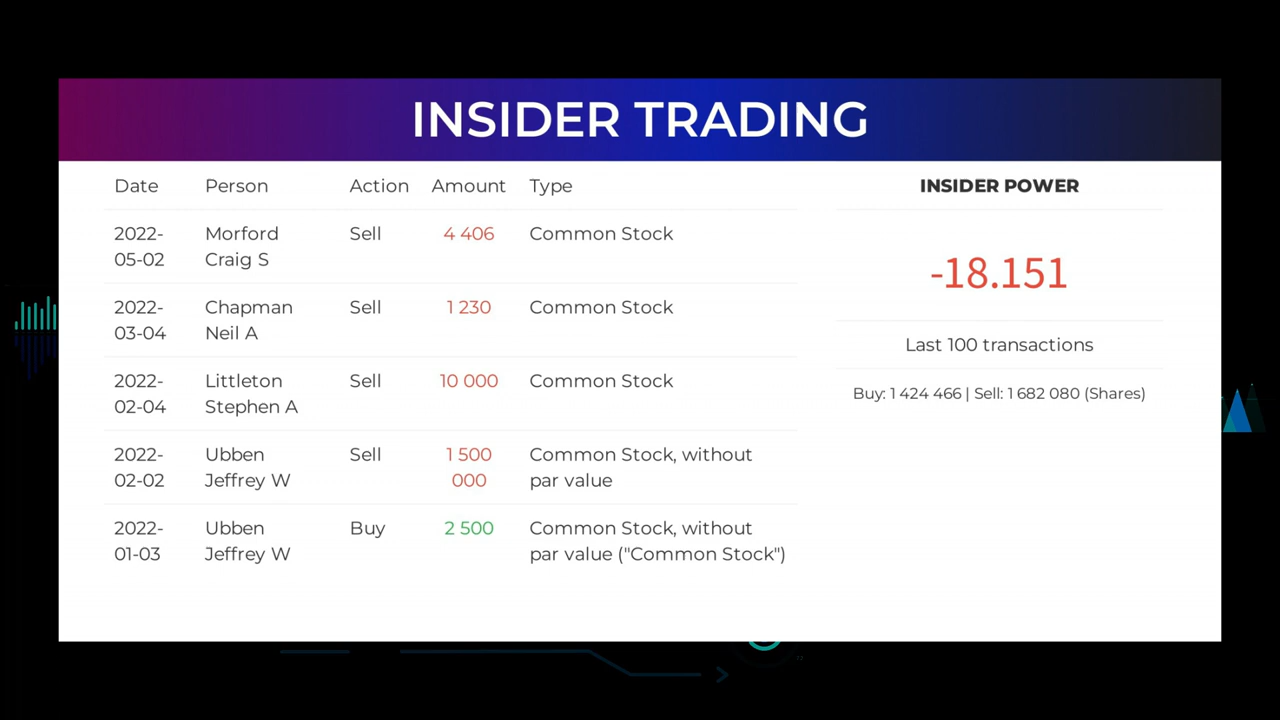 INSIDER TRADING
Date Person Action Amount Type
2022-
05-02
Morford
Craig S
Sell
4 406
Common Stock
2022-
03-04
Chapman
Neil A
Sell
1 230
Common Stock
2022-
02-04
Littleton
Stephen A
Sell
10 000
Common Stock
2022-
02-02
Ubben
Jeffrey W
Sell
1 500
000
Common Stock, without
par value
2022-
01-03
Ubben
Jeffrey W
Buy
2 500
Common Stock, without
par value ("Common Stock")
INSIDER POWER
-18.151
Last 100 transactions
Buy: 1 424 466 | Sell: 1 682 080 (Shares)